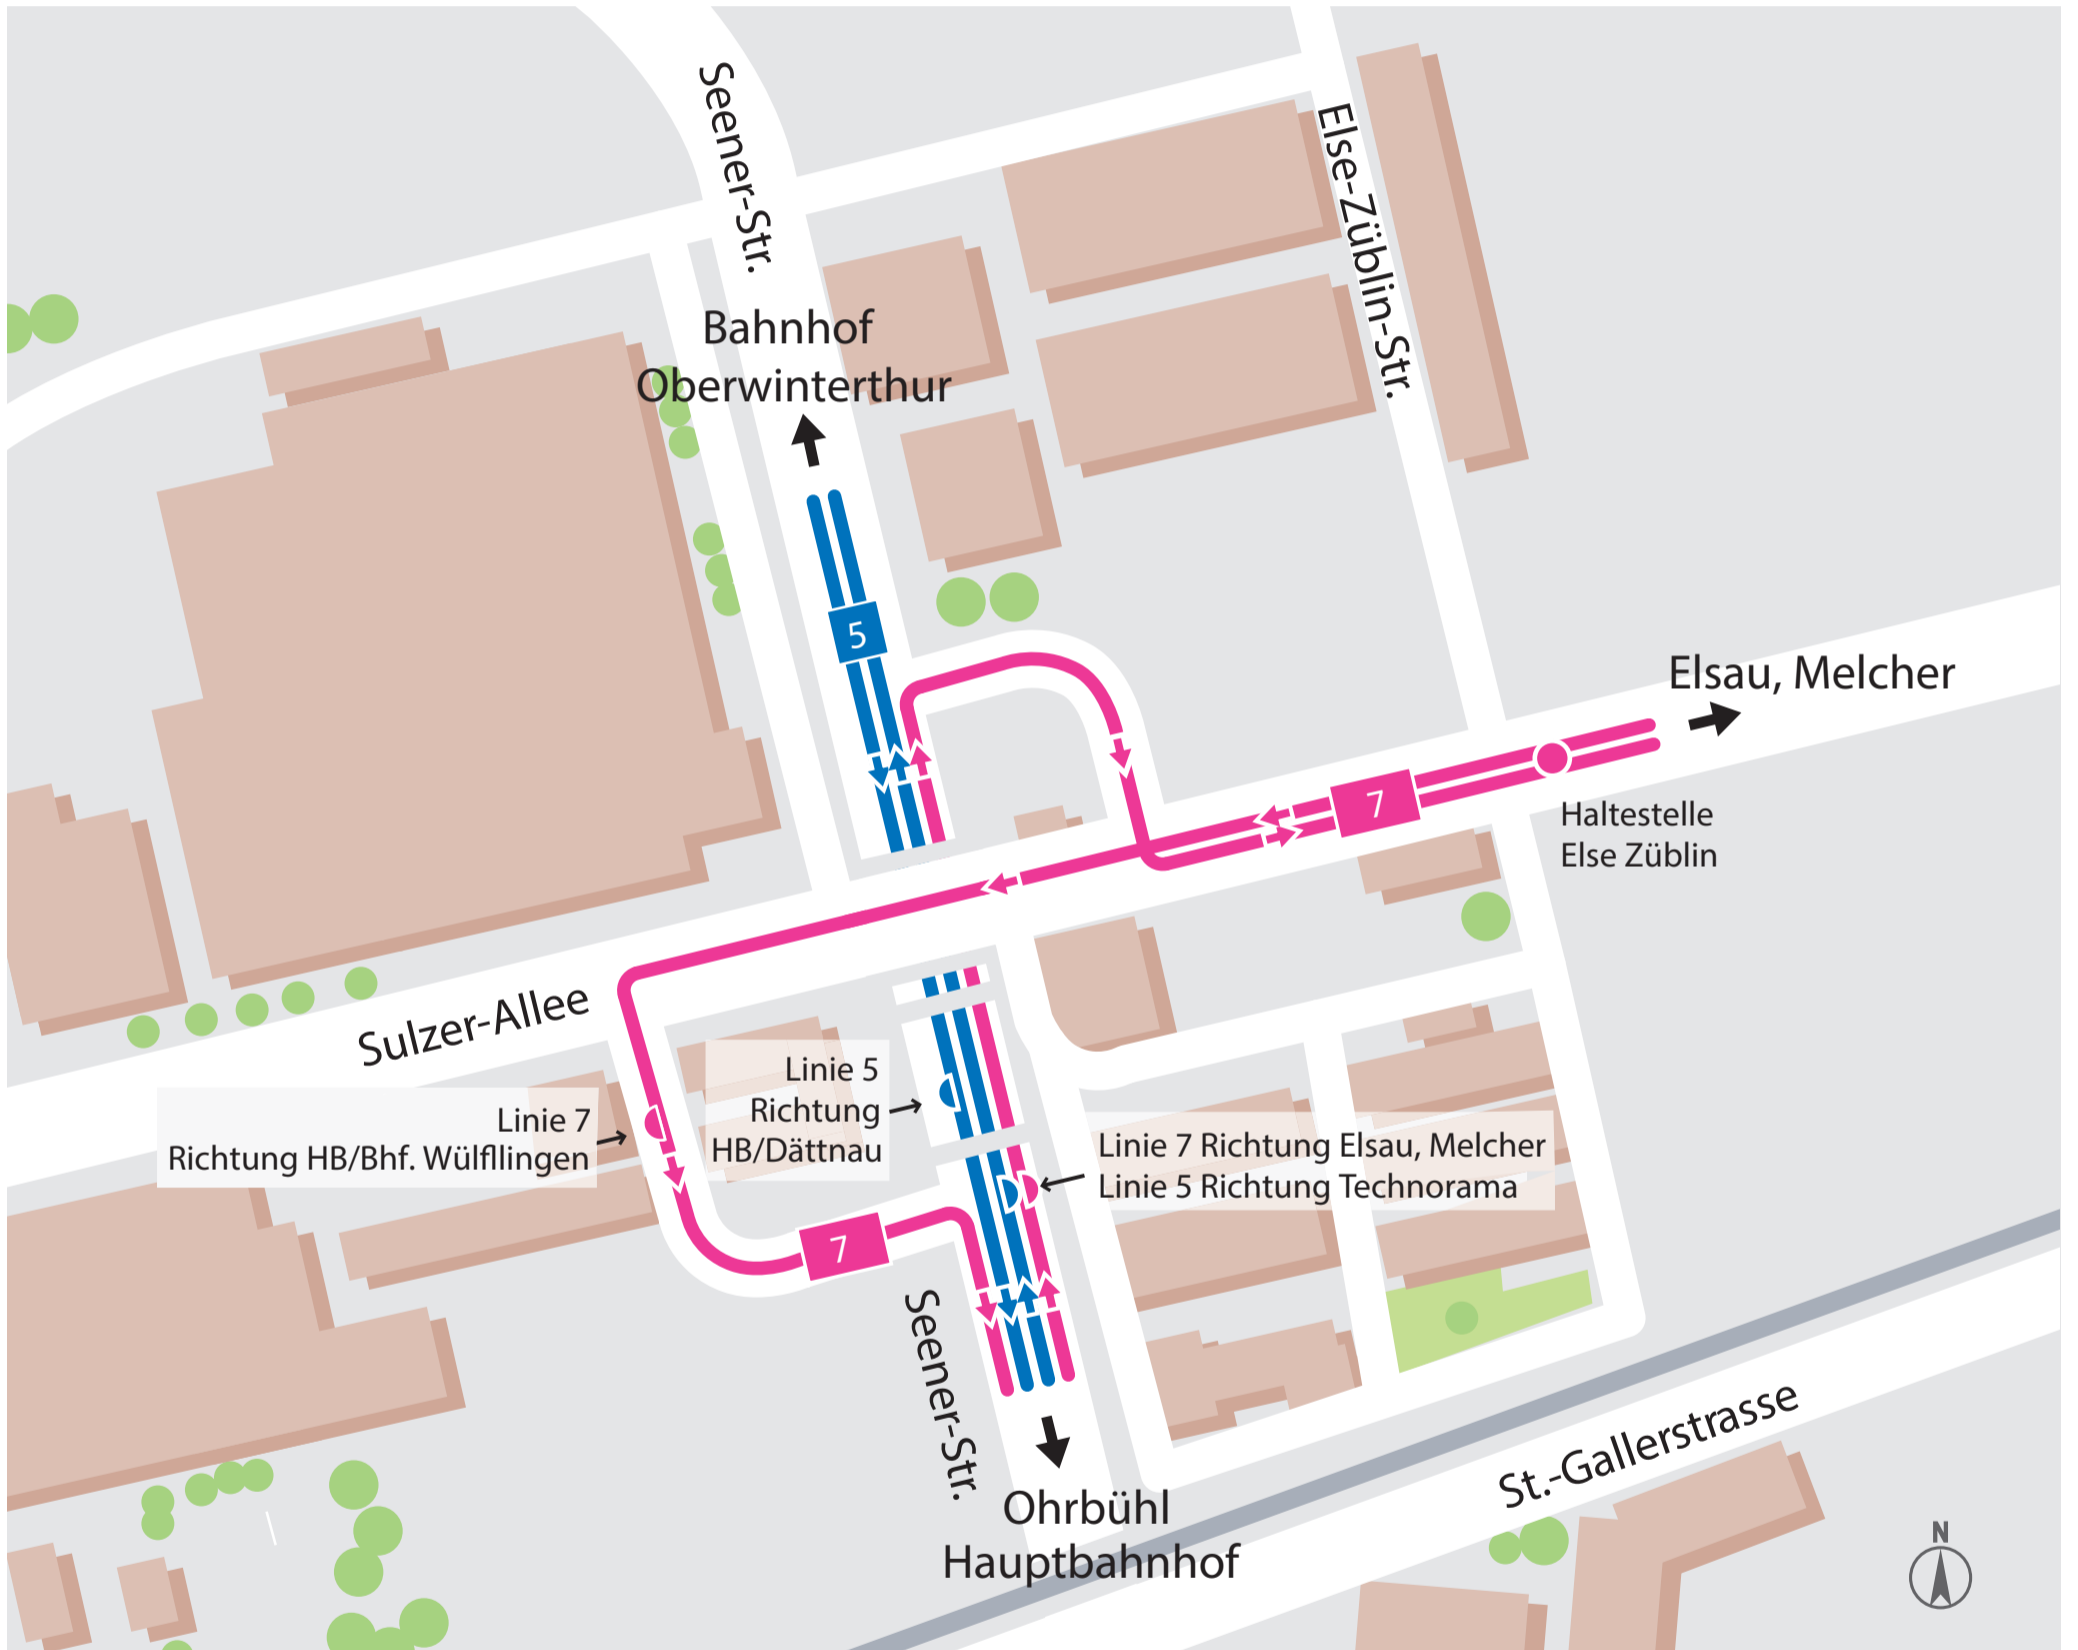 Seener-Str.
Else-Züblin-Str.
Bahnhof
Oberwinterthur
5
Elsau, Melcher
7
Haltestelle
Else Züblin
Sulzer-Allee
Linie 5
Richtung
HB/Dättnau
Linie 7
Richtung HB/Bhf. Wülfllingen
Linie 7 Richtung Elsau, Melcher
Linie 5 Richtung Technorama
7
Seener-Str.
St.-Gallerstrasse
Ohrbühl
Hauptbahnhof
N